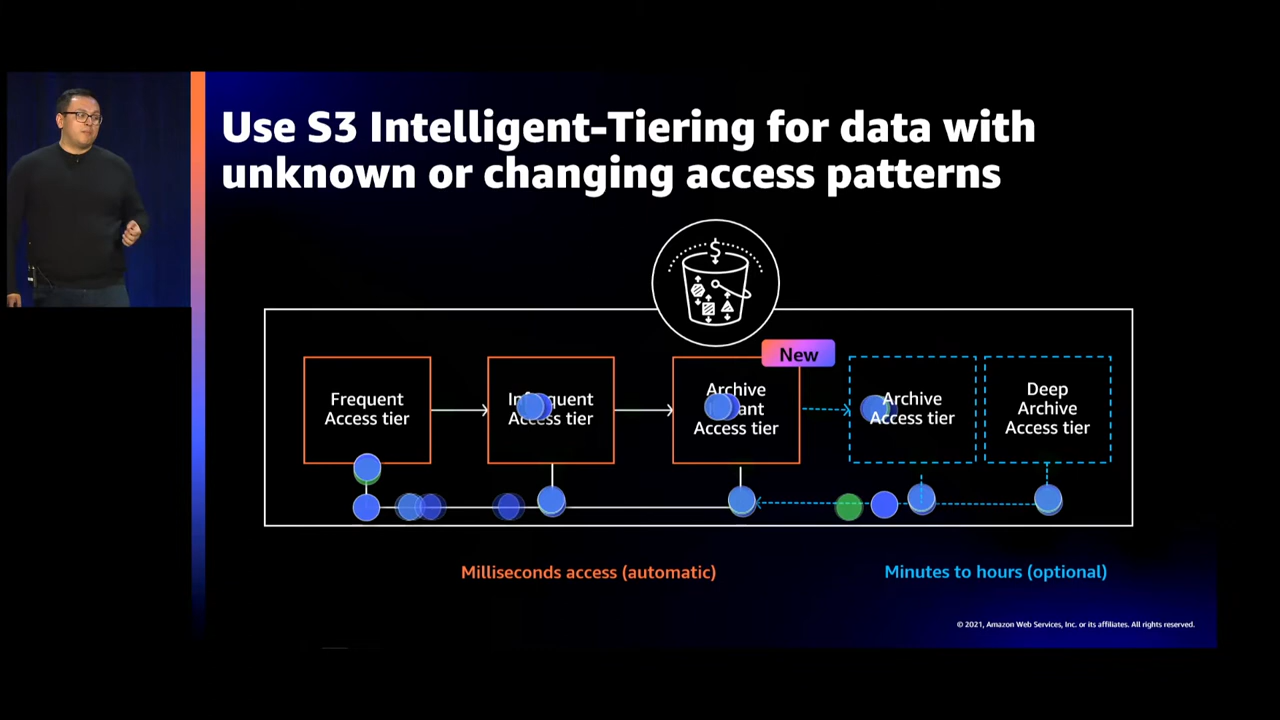 Use S3 Intelligent-Tiering for data with
unknown or changing access patterns
$
New
Frequent
Access tier
Infrequent
Access tier
Archive
Instant
Access tier
Archive
Access tier
Deep
Archive
Access tier
Milliseconds access (automatic)
Minutes to hours (optional)
© 2021, Amazon Web Services, Inc. or its affiliates. All rights reserved.